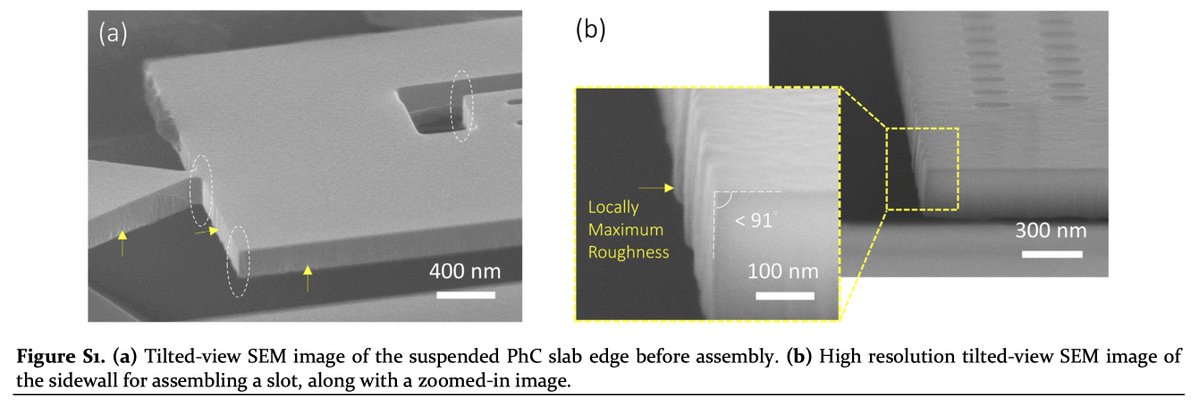 (a)
400 nm
(b)
Locally
Maximum
Roughness
< 91°
100 nm
300 nm
Figure S1. (a) Tilted-view SEM image of the suspended PhC slab edge before assembly. (b) High resolution tilted-view SEM image of
the sidewall for assembling a slot, along with a zoomed-in image.